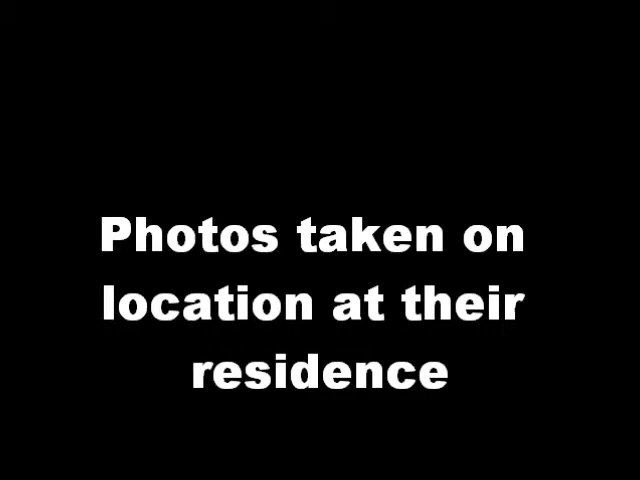 Photos taken on
location at their
residence